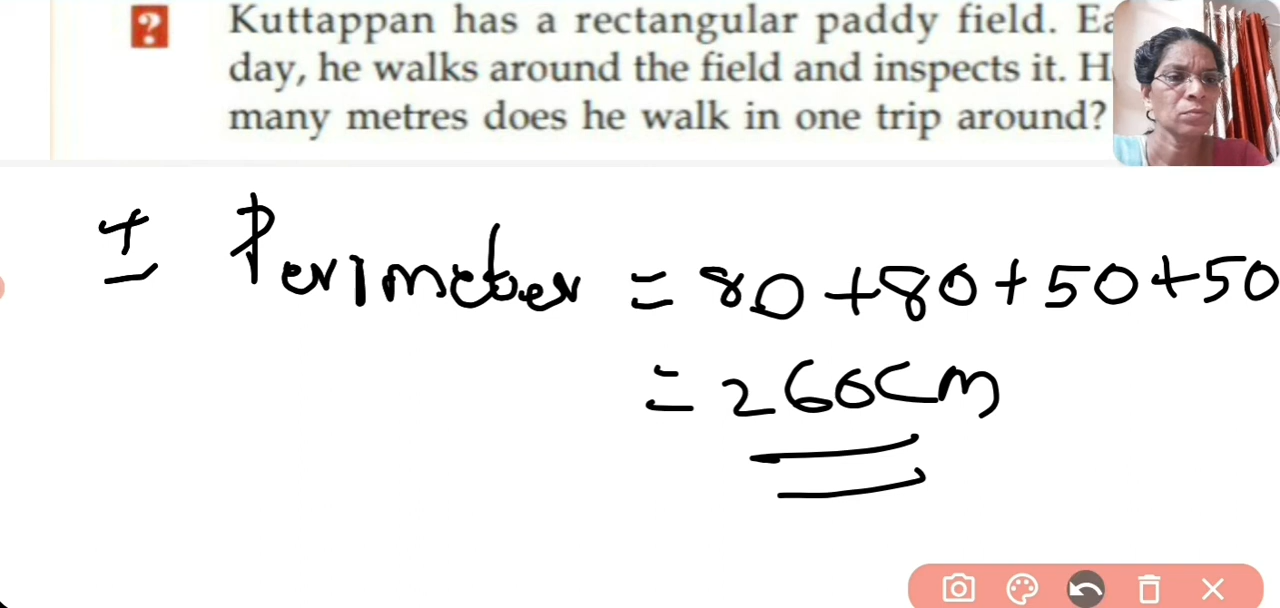 ? Kuttappan has a rectangular paddy field. Ea
day, he walks around the field and inspects it. H
many metres does he walk in one trip around?
Perimeter = 80+80+50+50
= 260cm